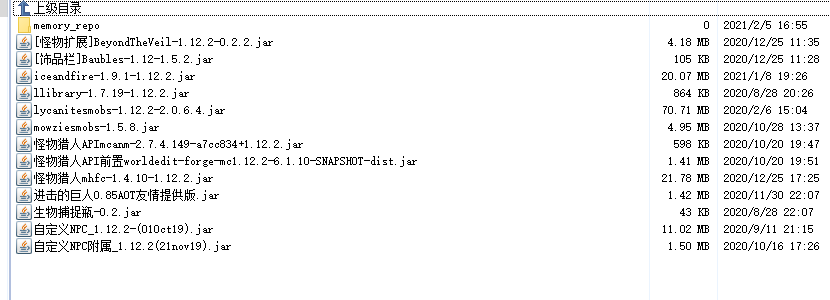 上级目录
memory_repo 0 2021/2/5 16:55
[怪物扩展]BeyondTheVeil-1.12.2-0.2.2.jar 4.18 MB 2020/12/25 11:35
[饰品栏]Baubles-1.12-1.5.2.jar 105 KB 2020/12/25 11:28
iceandfire-1.9.1-1.12.2.jar 20.07 MB 2021/1/8 19:26
llibrary-1.7.19-1.12.2.jar 864 KB 2020/8/28 20:26
lycanitesmobs-1.12.2-2.0.6.4.jar 70.71 MB 2020/2/6 15:04
mowziesmobs-1.5.8.jar 4.95 MB 2020/10/28 13:37
怪物猎人APImcanm-2.7.4.149-a7cc834+1.12.2.jar 598 KB 2020/10/20 19:47
怪物猎人API前置worldedit-forge-mc1.12.2-6.1.10-SNAPSHOT-dist.jar 1.41 MB 2020/10/20 19:51
怪物猎人mhfc-1.4.10-1.12.2.jar 21.78 MB 2020/12/25 17:25
进击的巨人0.85AOT友情提供版.jar 1.42 MB 2020/11/30 22:07
生物捕捉瓶-0.2.jar 43 KB 2020/8/28 22:07
自定义NPC_1.12.2-(01Oct19).jar 11.02 MB 2020/9/11 21:15
自定义NPC附属_1.12.2(21nov19).jar 1.50 MB 2020/10/16 17:26